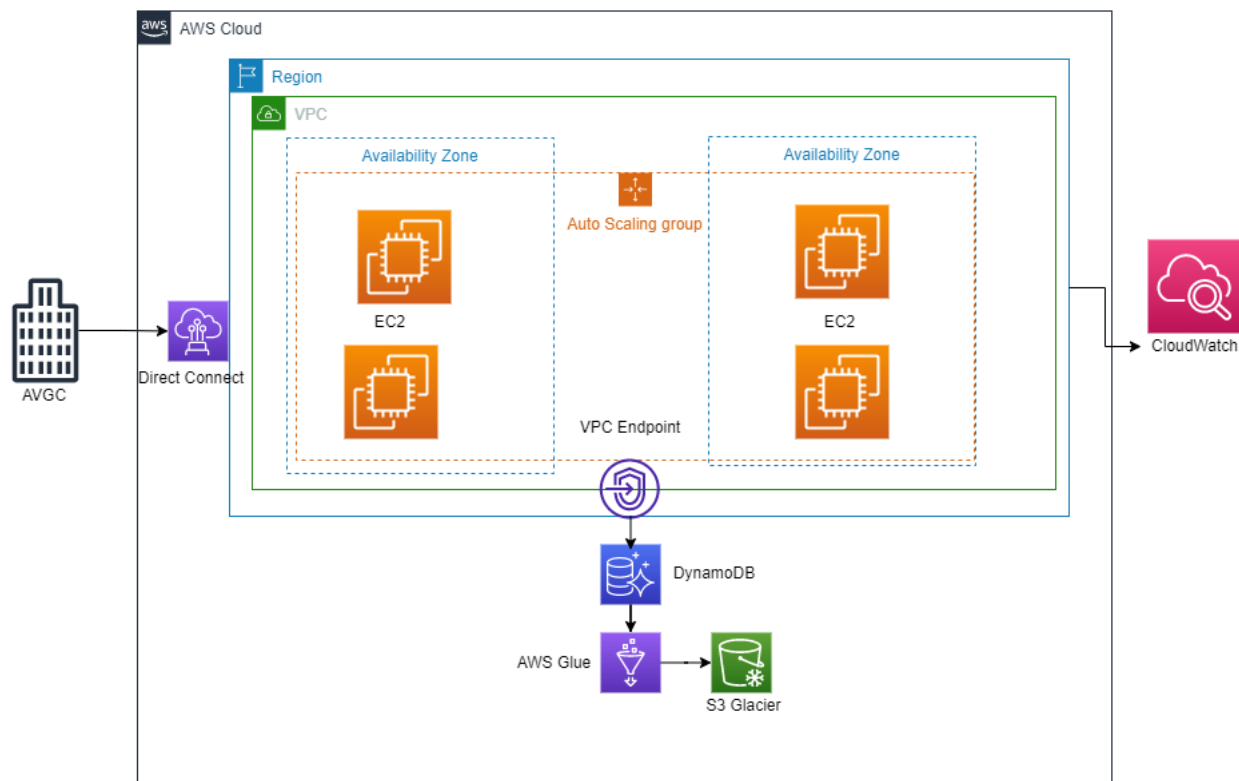 aws
AWS Cloud
Region
VPC
Availability Zone
Availability Zone
Auto Scaling group
EC2
EC2
AVGC
Direct Connect
CloudWatch
VPC Endpoint
DynamoDB
AWS Glue
S3 Glacier